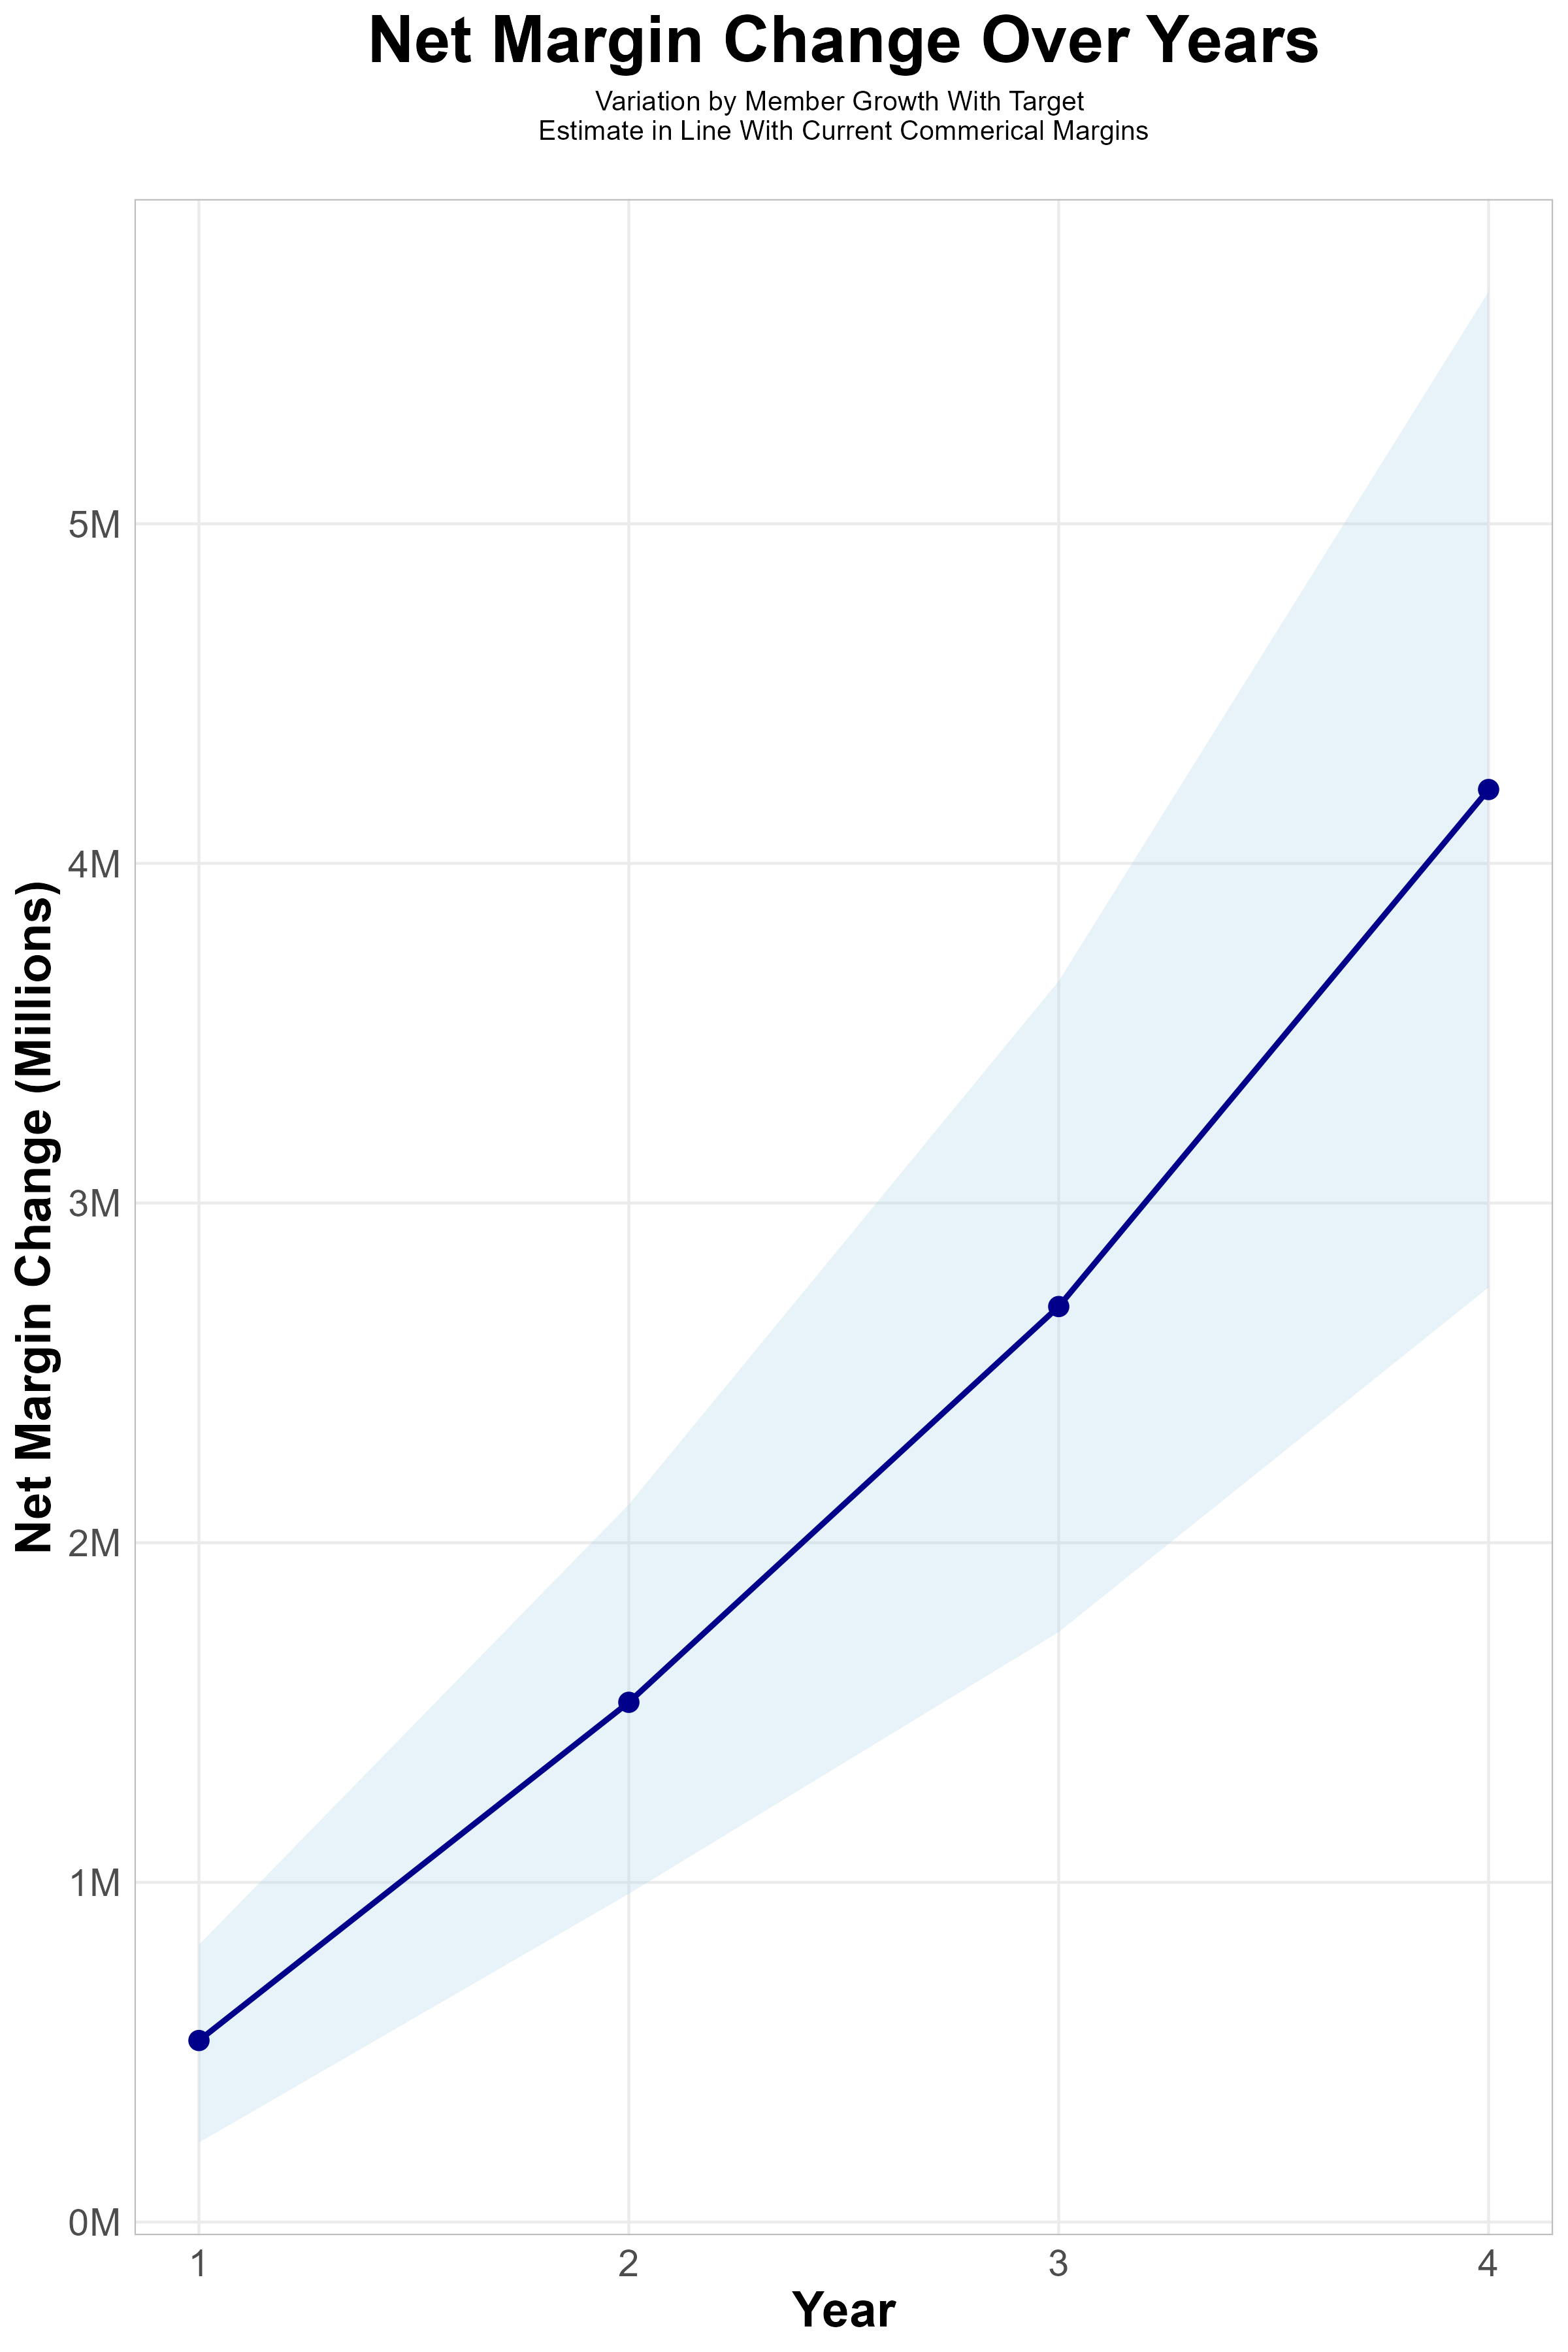 Net Margin Change Over Years
Variation by Member Growth With Target
Estimate in Line With Current Commerical Margins
Net Margin Change (Millions)
5M
4M
3M
2M
1M
0M
1
2
3
4
Year